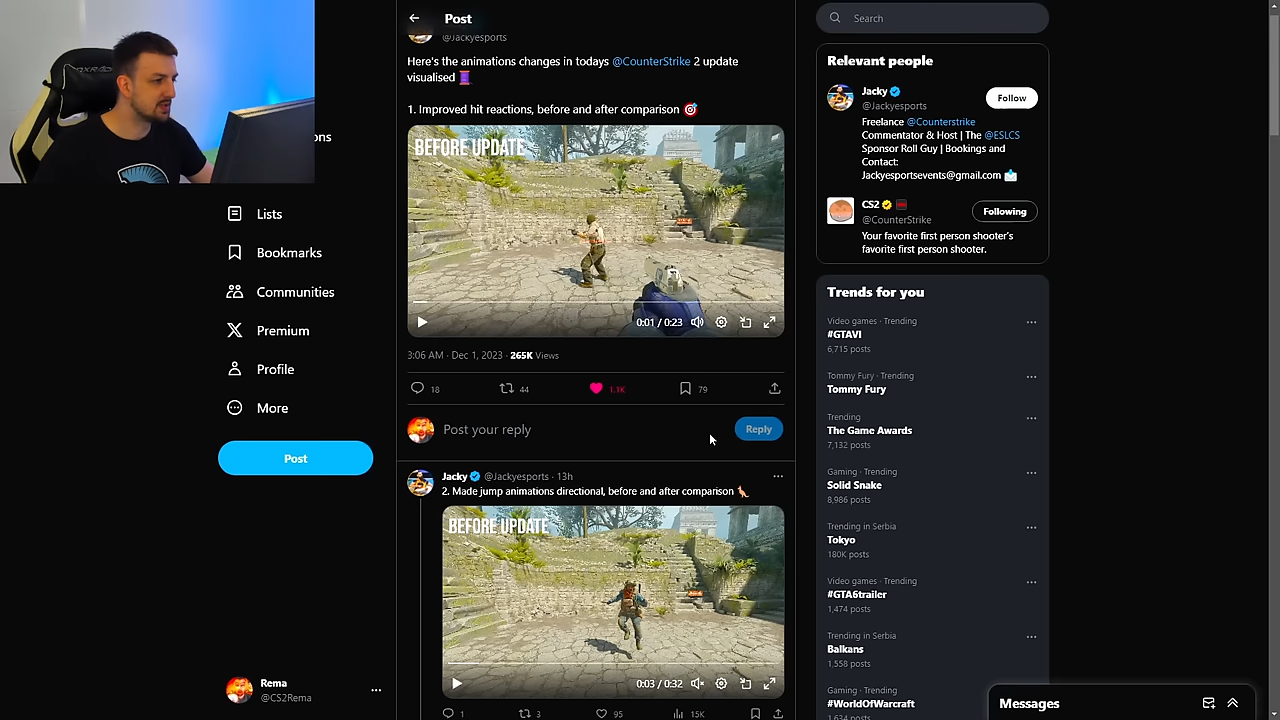 Post
@Jackyesports
Here's the animations changes in todays @CounterStrike 2 update
visualised
1. Improved hit reactions, before and after comparison
BEFORE UPDATE
0:01 / 0:23
3:06 AM · Dec 1, 2023 · 265K Views
18
44
1.1K
79
Post your reply
Reply
Jacky @Jackyesports · 13h
2. Made jump animations directional, before and after comparison
BEFORE UPDATE
0:03 / 0:32
1
3
95
15K
ons
Lists
Bookmarks
Communities
Premium
Profile
More
Post
Rema
@CS2Rema
Search
Relevant people
Jacky
@Jackyesports
Follow
Freelance @Counterstrike
Commentator & Host | The @ESLCS
Sponsor Roll Guy | Bookings and
Contact:
Jackyesportsevents@gmail.com
CS2
@CounterStrike
Following
Your favorite first person shooter's
favorite first person shooter.
Trends for you
Video games · Trending
#GTAVI
6,715 posts
Tommy Fury · Trending
Tommy Fury
Trending
The Game Awards
7,132 posts
Gaming · Trending
Solid Snake
8,986 posts
Trending in Serbia
Tokyo
180K posts
Video games · Trending
#GTA6trailer
1,474 posts
Trending in Serbia
Balkans
1,558 posts
Gaming · Trending
#WorldOfWarcraft
1,634 posts
Messages